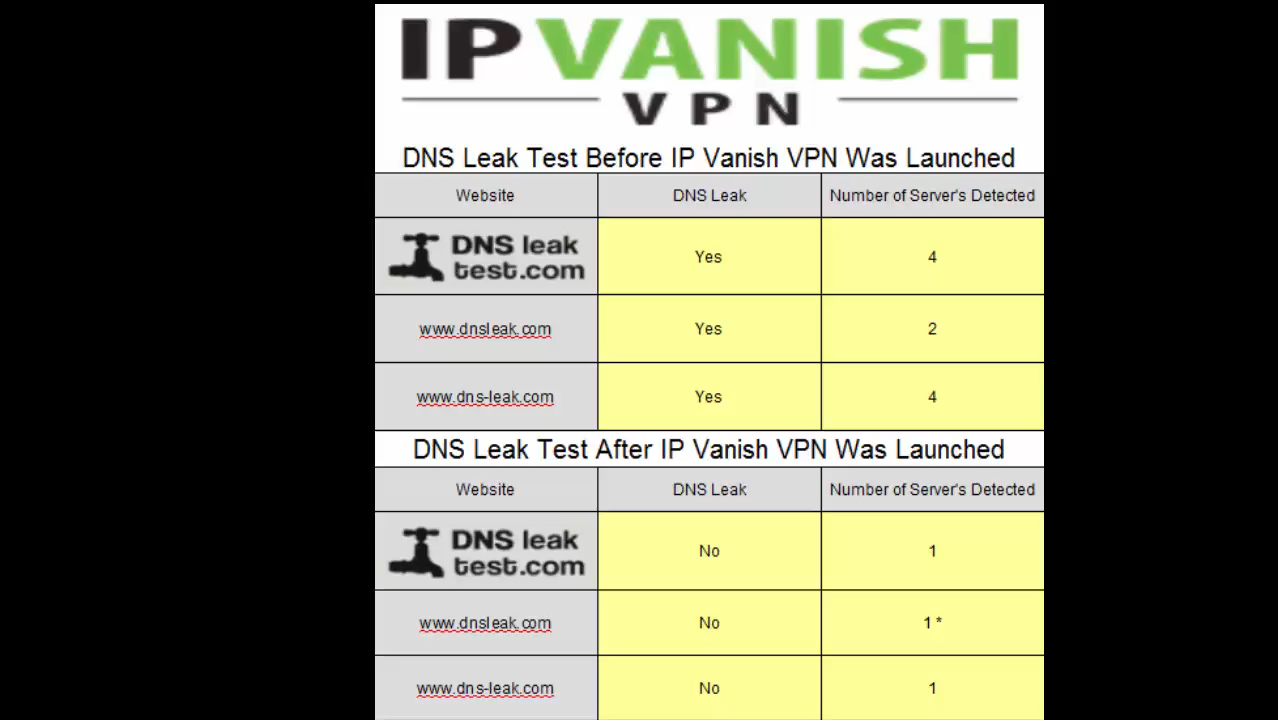 IPVANISH
VPN
DNS Leak Test Before IP Vanish VPN Was Launched
Website DNS Leak Number of Server's Detected
DNS leak
test.com Yes 4
www.dnsleak.com Yes 2
www.dns-leak.com Yes 4
DNS Leak Test After IP Vanish VPN Was Launched
Website DNS Leak Number of Server's Detected
DNS leak
test.com No 1
www.dnsleak.com No 1 *
www.dns-leak.com No 1